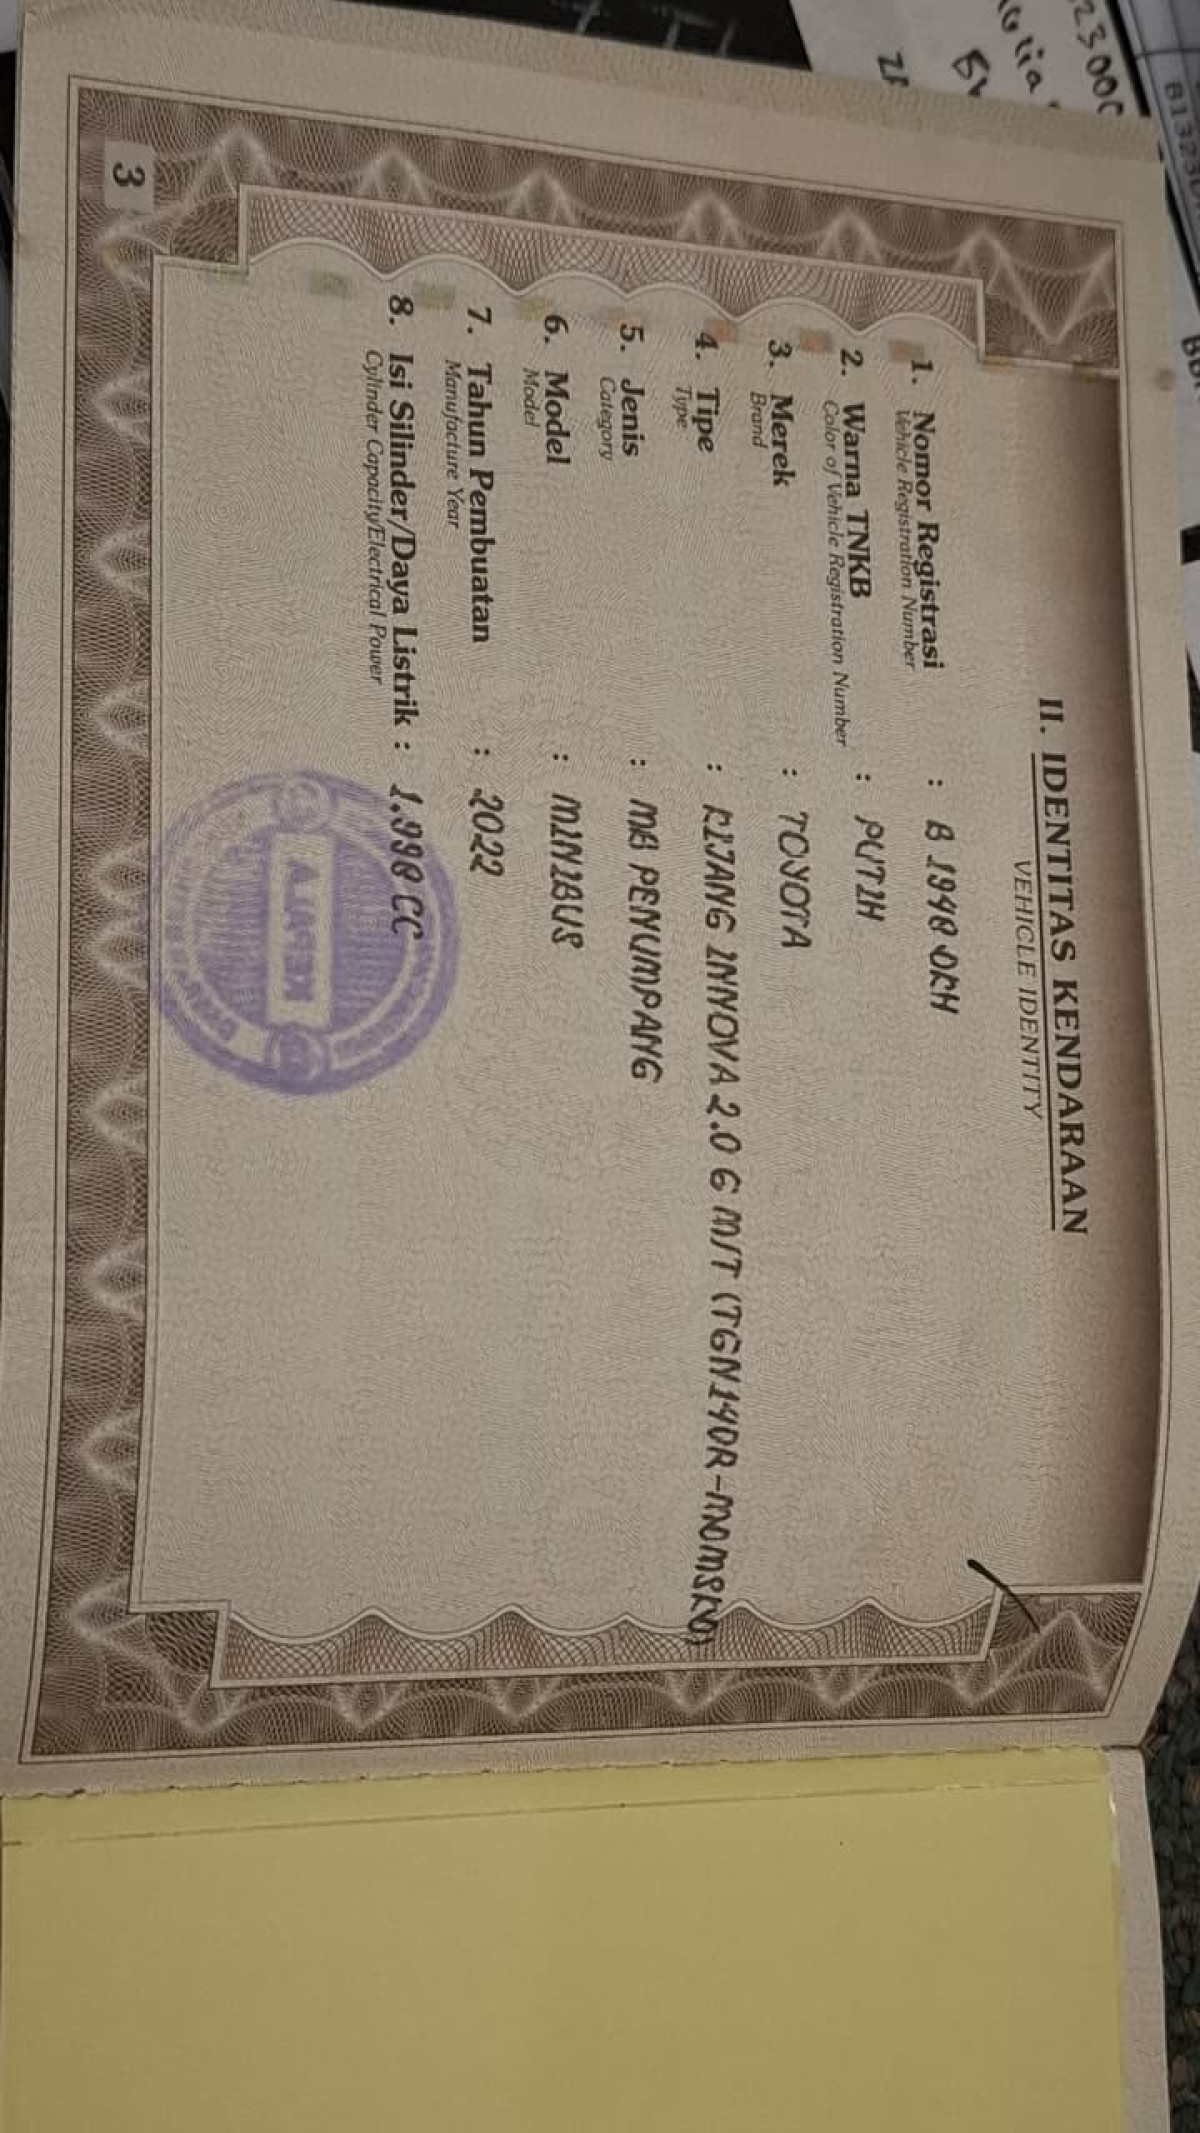 II. IDENTITAS KENDARAAN
VEHICLE IDENTITY
1. Nomor Registrasi : B 1948 DKH
Vehicle Registration Number
2. Warna TNKB : PUTIH
Color of Vehicle Registration Number
3. Merek : TOYOTA
Brand
4. Tipe : KIJANG INNOVA 2.0 G M/T (TGN140R-MOMSKD)
Type
5. Jenis : MB PENUMPANG
Category
6. Model : MINIBUS
Model
7. Tahun Pembuatan : 2022
Manufacture Year
8. Isi Silinder/Daya Listrik : 1.998 CC
Cylinder Capacity/Electrical Power
3